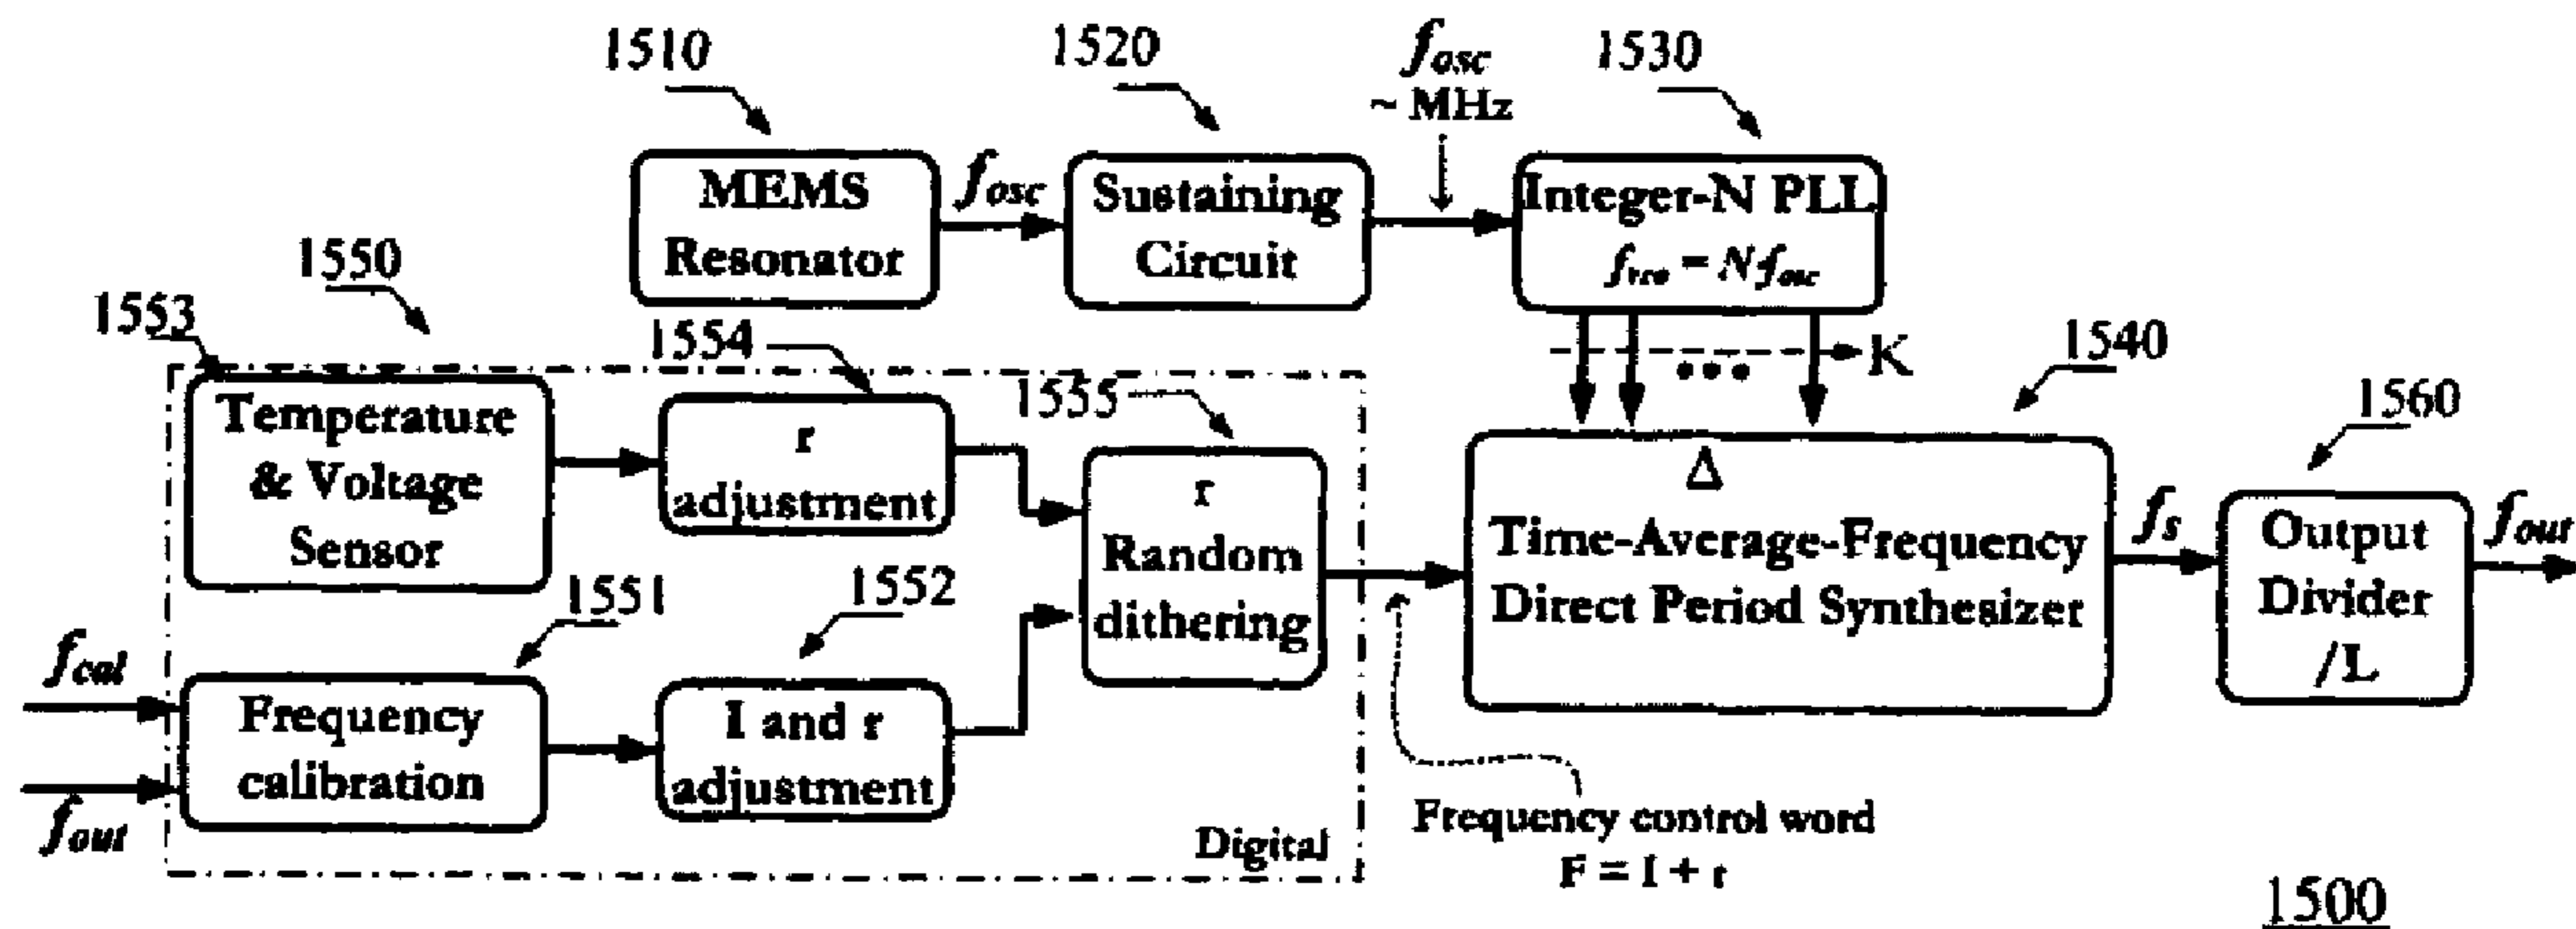 1510
1520
fosc
~ MHz
1530
MEMS
Resonator
fosc
Sustaining
Circuit
Integer-N PLL
fvco = N·fosc
K
1550
1553
1554
1555
1540
1560
Temperature
& Voltage
Sensor
r
adjustment
r
Random
dithering
Δ
Time-Average-Frequency
Direct Period Synthesizer
fs
Output
Divider
/L
fout
1551
1552
fcal
fout
Frequency
calibration
I and r
adjustment
Digital
Frequency control word
F = I + r
1500